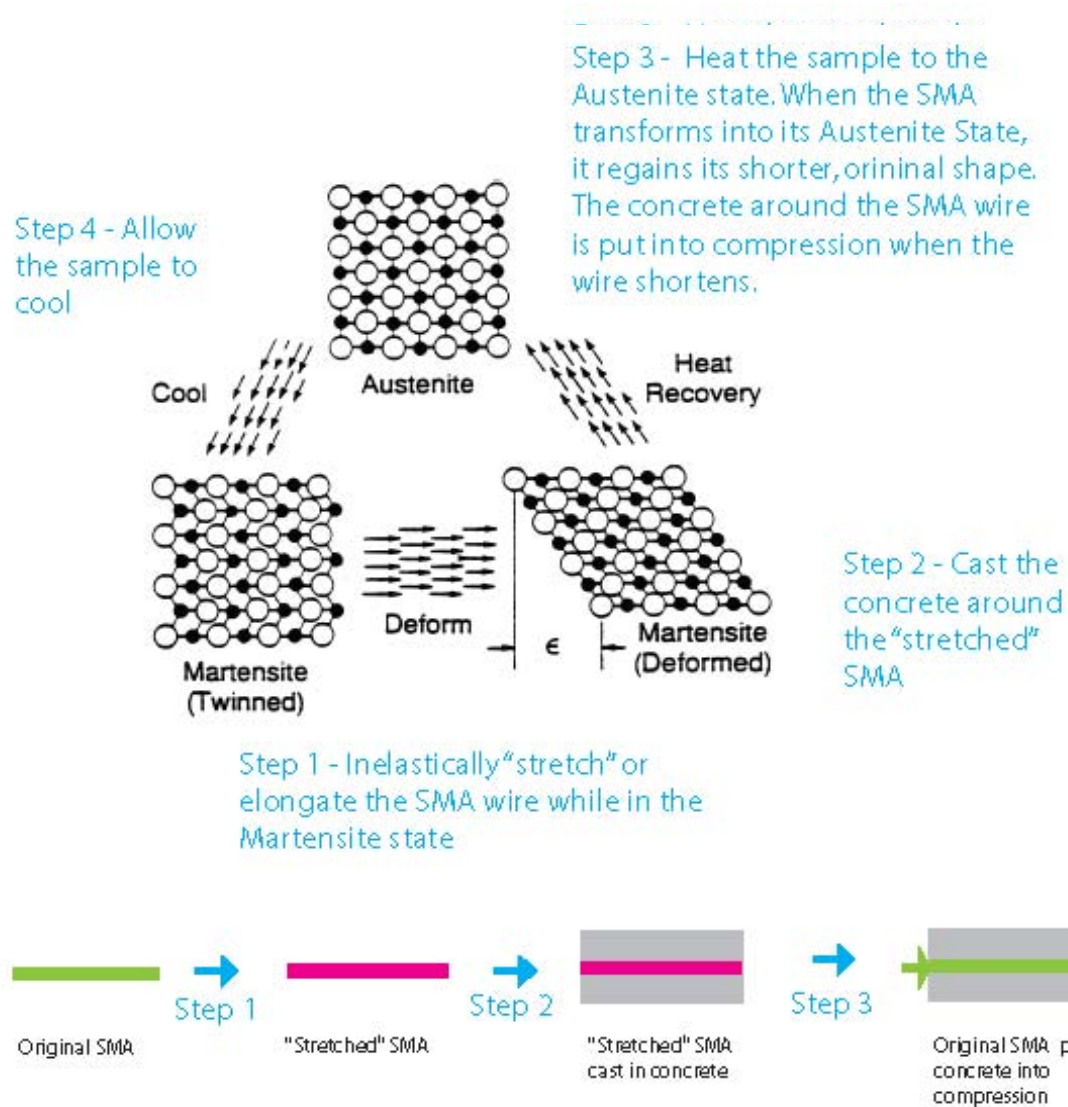 Step 3 - Heat the sample to the
Austenite state. When the SMA
transforms into its Austenite State,
it regains its shorter, orininal shape.
The concrete around the SMA wire
is put into compression when the
wire shortens.
Step 4 - Allow
the sample to
cool
Austenite
Cool
Heat
Recovery
Martensite
(Twinned)
Deform
ϵ
Martensite
(Deformed)
Step 2 - Cast the
concrete around
the "stretched"
SMA
Step 1 - Inelastically "stretch" or
elongate the SMA wire while in the
Martensite state
Step 1
Step 2
Step 3
Original SMA
"Stretched" SMA
"Stretched" SMA
cast in concrete
Original SMA p
concrete into
compression